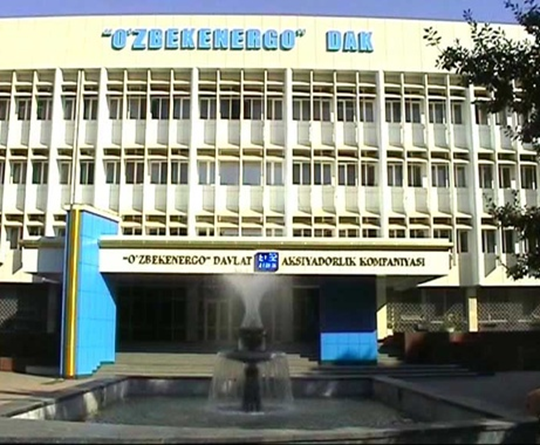 "O'ZBEKENERGO" DAK
"O'ZBEKENERGO" DAVLAT AKSIYADORLIK KOMPANIYASI